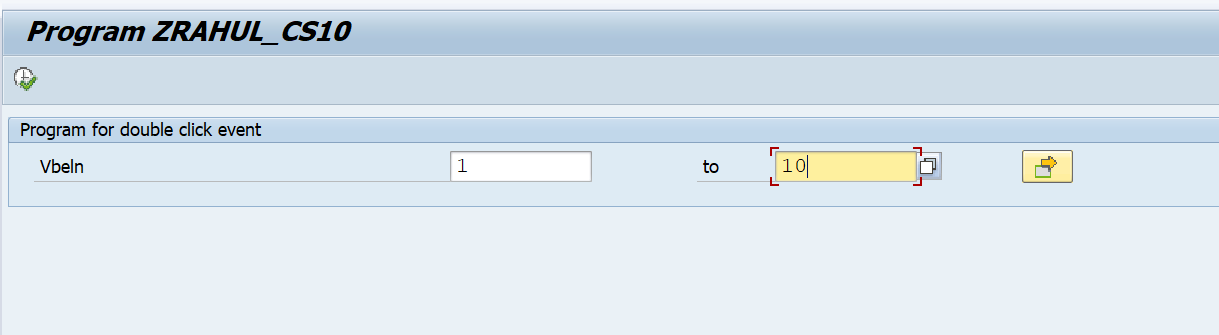 Program ZRAHUL_CS10
Program for double click event
Vbeln 1 to 10